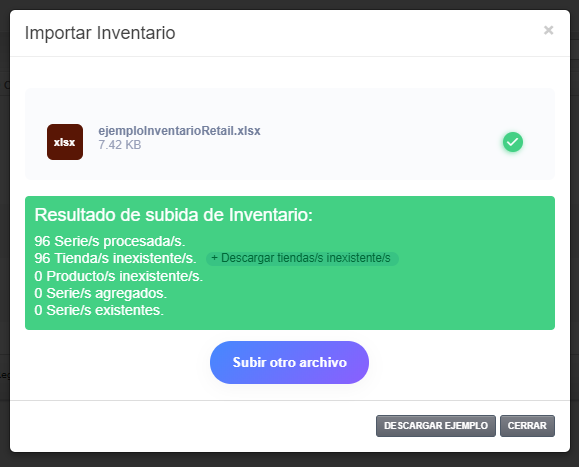 Importar Inventario
×
xlsx
ejemploInventarioRetail.xlsx
7.42 KB
Resultado de subida de Inventario:
96 Serie/s procesada/s.
96 Tienda/s inexistente/s. + Descargar tiendas/s inexistente/s
0 Producto/s inexistente/s.
0 Serie/s agregados.
0 Serie/s existentes.
Subir otro archivo
DESCARGAR EJEMPLO CERRAR